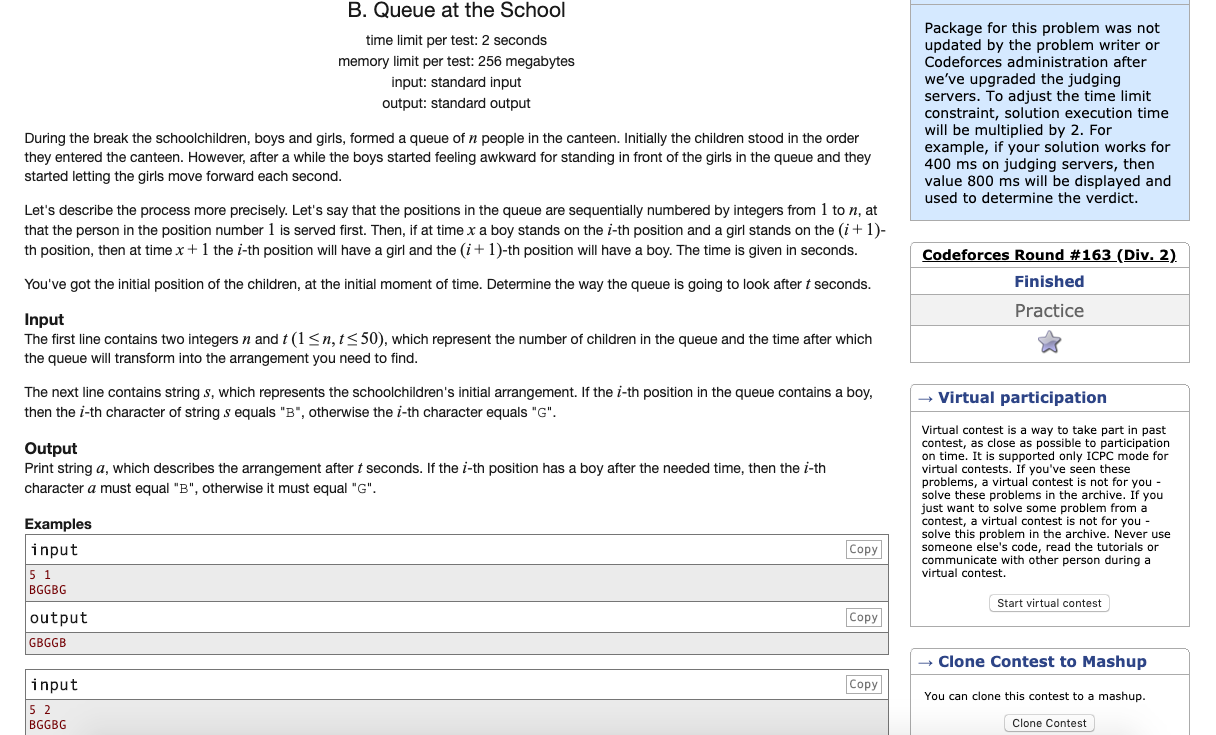 B. Queue at the School
time limit per test: 2 seconds
memory limit per test: 256 megabytes
input: standard input
output: standard output
During the break the schoolchildren, boys and girls, formed a queue of n people in the canteen. Initially the children stood in the order
they entered the canteen. However, after a while the boys started feeling awkward for standing in front of the girls in the queue and they
started letting the girls move forward each second.
Let's describe the process more precisely. Let's say that the positions in the queue are sequentially numbered by integers from 1 to n, at
that the person in the position number 1 is served first. Then, if at time x a boy stands on the i-th position and a girl stands on the (i + 1)-
th position, then at time x + 1 the i-th position will have a girl and the (i + 1)-th position will have a boy. The time is given in seconds.
You've got the initial position of the children, at the initial moment of time. Determine the way the queue is going to look after t seconds.
Input
The first line contains two integers n and t (1 ≤ n, t ≤ 50), which represent the number of children in the queue and the time after which
the queue will transform into the arrangement you need to find.
The next line contains string s, which represents the schoolchildren's initial arrangement. If the i-th position in the queue contains a boy,
then the i-th character of string s equals "B", otherwise the i-th character equals "G".
Output
Print string a, which describes the arrangement after t seconds. If the i-th position has a boy after the needed time, then the i-th
character a must equal "B", otherwise it must equal "G".
Examples
input
Copy
5 1
BGGBG
output
Copy
GBGGB
input
Copy
5 2
BGGBG
Package for this problem was not
updated by the problem writer or
Codeforces administration after
we've upgraded the judging
servers. To adjust the time limit
constraint, solution execution time
will be multiplied by 2. For
example, if your solution works for
400 ms on judging servers, then
value 800 ms will be displayed and
used to determine the verdict.
Codeforces Round #163 (Div. 2)
Finished
Practice
→ Virtual participation
Virtual contest is a way to take part in past
contest, as close as possible to participation
on time. It is supported only ICPC mode for
virtual contests. If you've seen these
problems, a virtual contest is not for you -
solve these problems in the archive. If you
just want to solve some problem from a
contest, a virtual contest is not for you -
solve this problem in the archive. Never use
someone else's code, read the tutorials or
communicate with other person during a
virtual contest.
Start virtual contest
→ Clone Contest to Mashup
You can clone this contest to a mashup.
Clone Contest